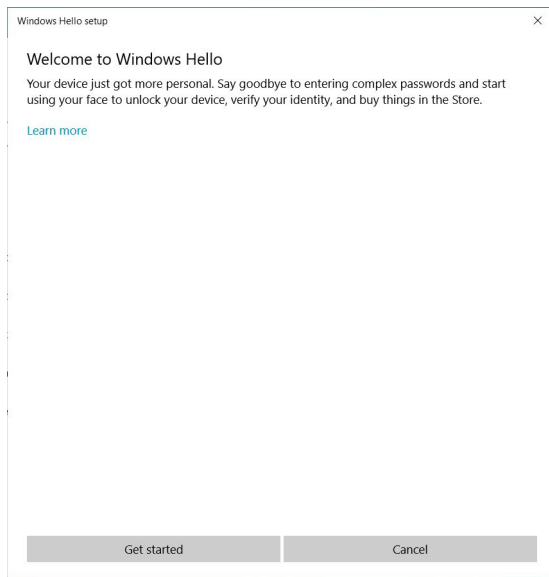 Windows Hello setup
Welcome to Windows Hello
Your device just got more personal. Say goodbye to entering complex passwords and start
using your face to unlock your device, verify your identity, and buy things in the Store.
Learn more
Get started
Cancel